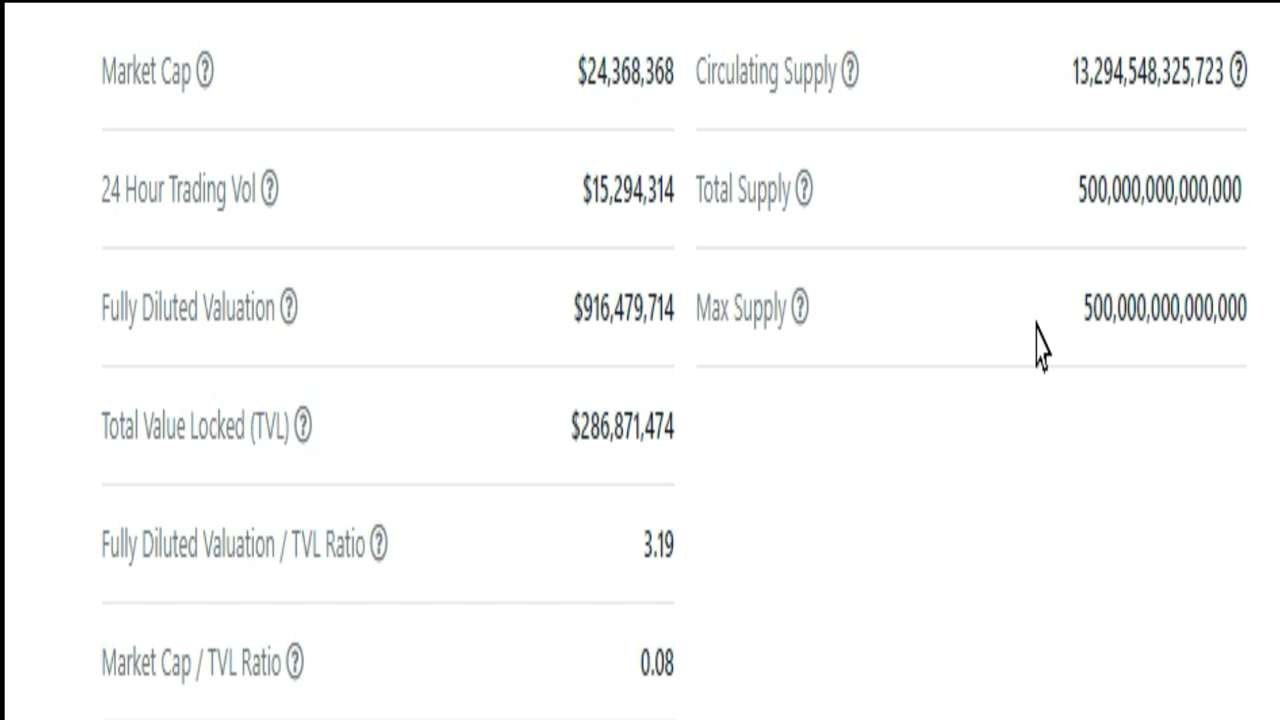 Market Cap ? $24,368,368 Circulating Supply ? 13,294,548,325,723 ?
24 Hour Trading Vol ? $15,294,314 Total Supply ? 500,000,000,000,000
Fully Diluted Valuation ? $916,479,714 Max Supply ? 500,000,000,000,000
Total Value Locked (TVL) ? $286,871,474
Fully Diluted Valuation / TVL Ratio ? 3.19
Market Cap / TVL Ratio ? 0.08